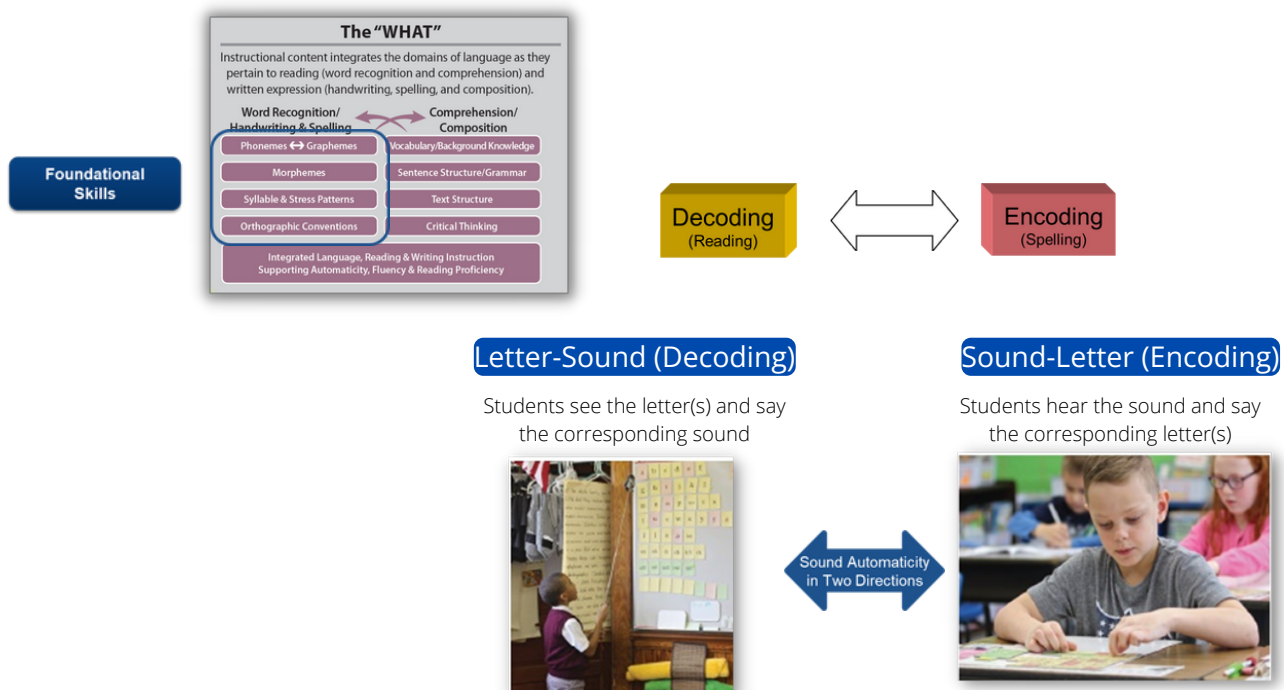 The "WHAT"
Instructional content integrates the domains of language as they
pertain to reading (word recognition and comprehension) and
written expression (handwriting, spelling, and composition).
Word Recognition/
Handwriting & Spelling
Comprehension/
Composition
Phonemes ↔ Graphemes
Vocabulary/Background Knowledge
Morphemes
Sentence Structure/Grammar
Syllable & Stress Patterns
Text Structure
Orthographic Conventions
Critical Thinking
Integrated Language, Reading & Writing Instruction
Supporting Automaticity, Fluency & Reading Proficiency
Foundational
Skills
Decoding
(Reading)
Encoding
(Spelling)
Letter-Sound (Decoding)
Students see the letter(s) and say
the corresponding sound
Sound-Letter (Encoding)
Students hear the sound and say
the corresponding letter(s)
Sound Automaticity
in Two Directions